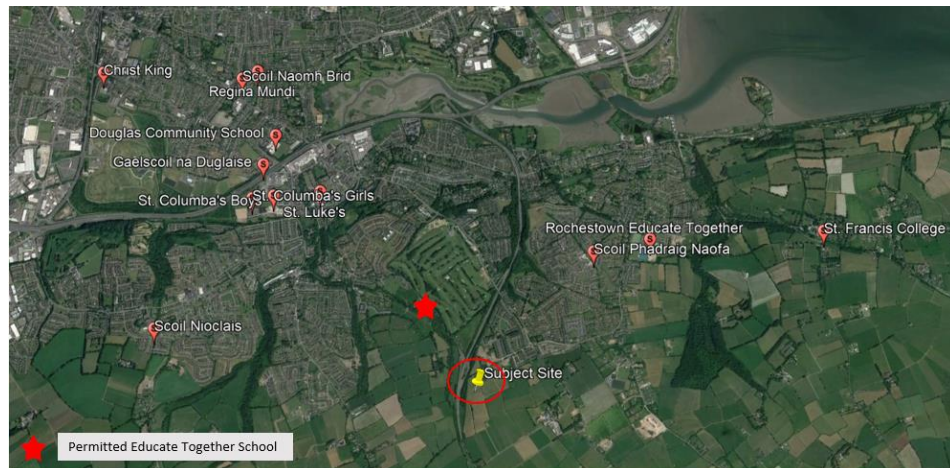 Christ King
Scoil Naomh Brid
Regina Mundi
Douglas Community School
Gaelscoil na Duglaise
St. Columba's Boys
St. Columba's Girls
St. Luke's
Rochestown Educate Together
St. Francis College
Scoil Phadraig Naofa
Scoil Nioclais
Subject Site
Permitted Educate Together School